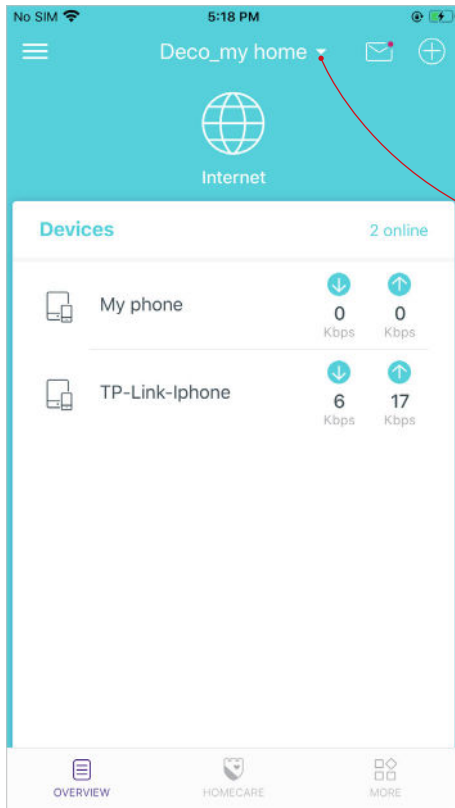 No SIM 5:18 PM
Deco_my home
Internet
Devices 2 online
My phone 0 Kbps 0 Kbps
TP-Link-Iphone 6 Kbps 17 Kbps
OVERVIEW HOMECARE MORE